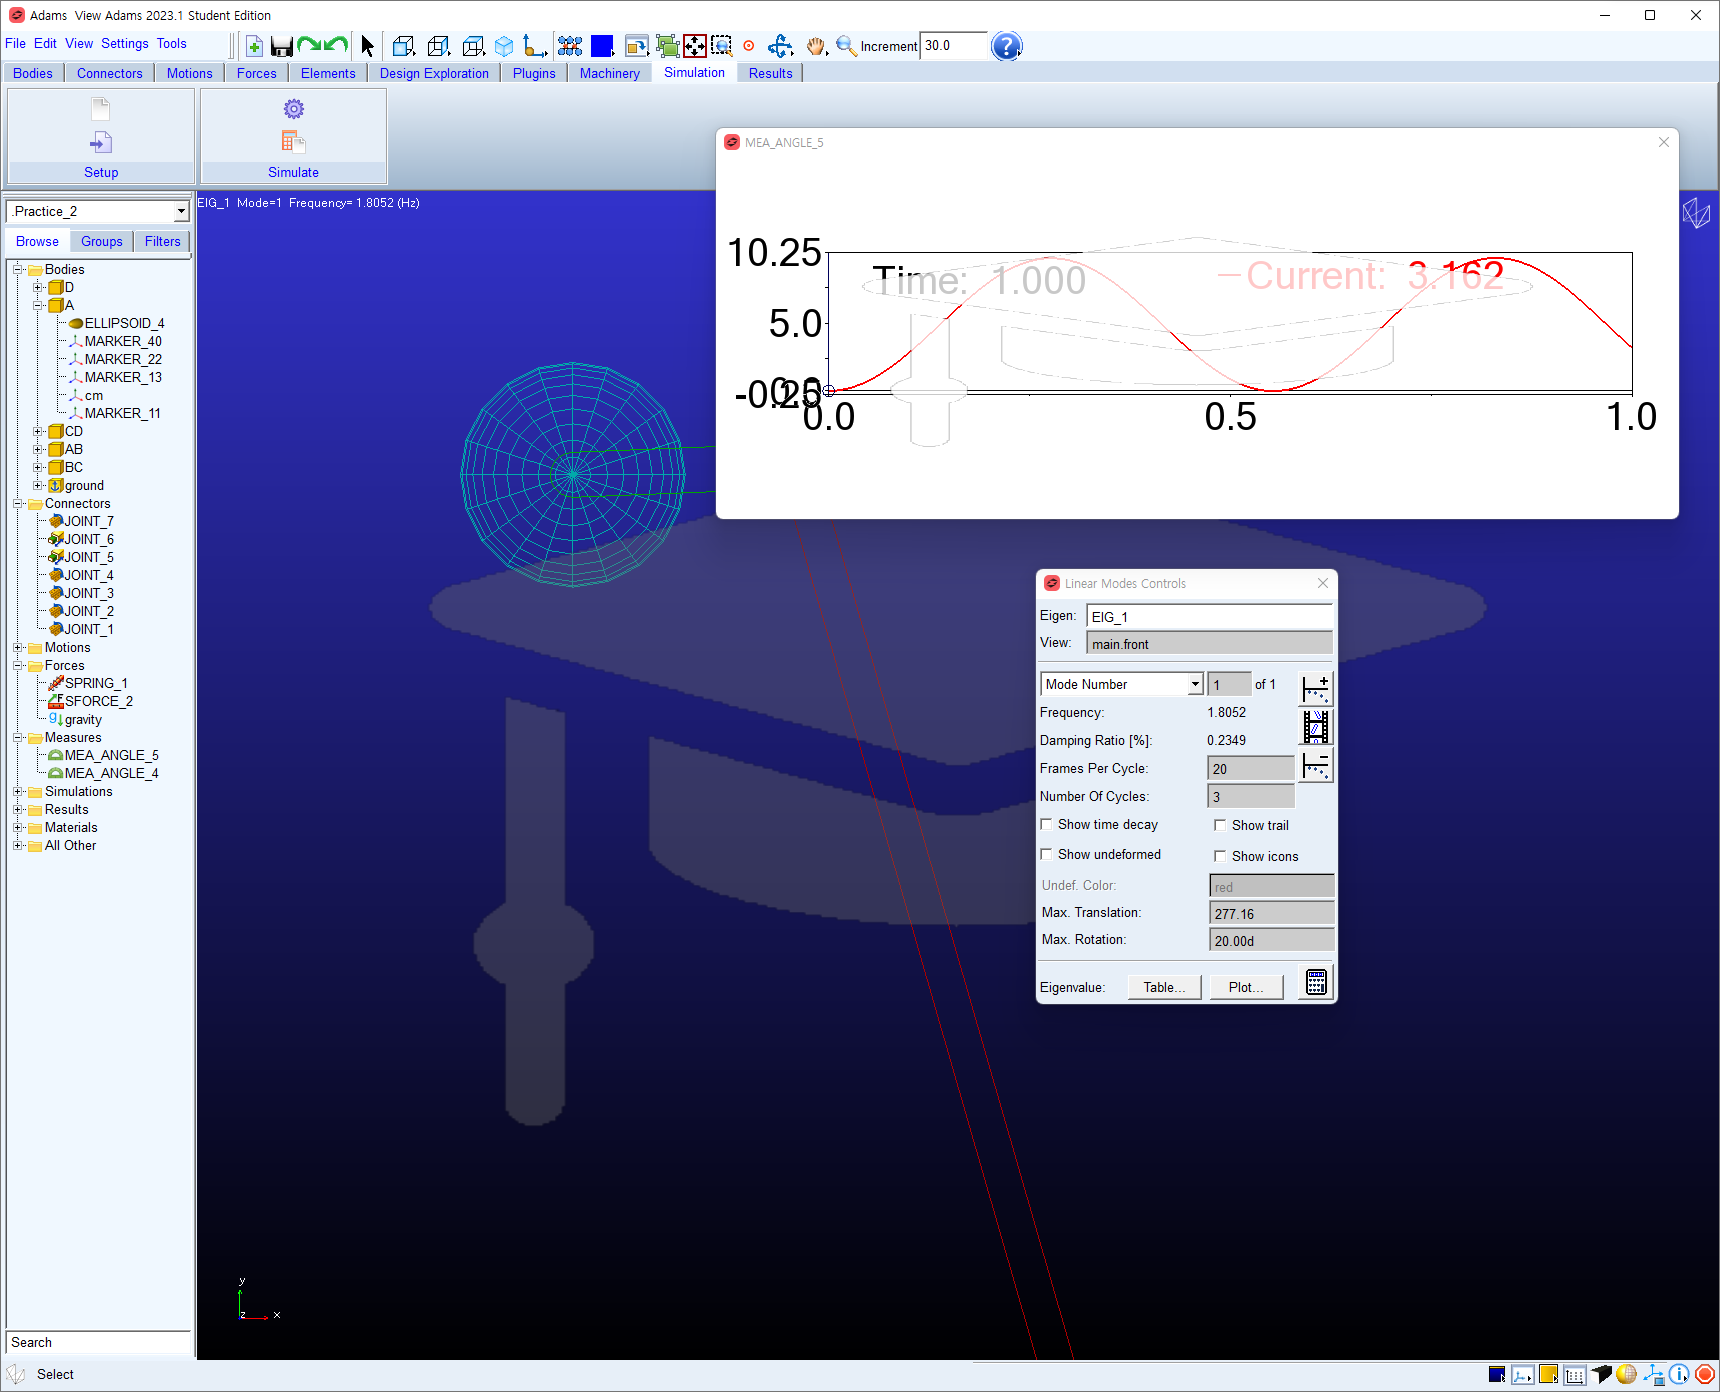 Adams View Adams 2023.1 Student Edition
File Edit View Settings Tools
Increment 30.0
Bodies Connectors Motions Forces Elements Design Exploration Plugins Machinery Simulation Results
Setup Simulate
.Practice_2
Browse Groups Filters
Bodies
D
A
ELLIPSOID_4
MARKER_40
MARKER_22
MARKER_13
cm
MARKER_11
CD
AB
BC
ground
Connectors
JOINT_7
JOINT_6
JOINT_5
JOINT_4
JOINT_3
JOINT_2
JOINT_1
Motions
Forces
SPRING_1
SFORCE_2
gravity
Measures
MEA_ANGLE_5
MEA_ANGLE_4
Simulations
Results
Materials
All Other
Search
Select
EIG_1 Mode=1 Frequency= 1.8052 (Hz)
MEA_ANGLE_5
10.25
Time: 1.000
Current: 3.162
5.0
0.0
-0.25
0.0 0.5 1.0
Linear Modes Controls
Eigen: EIG_1
View: main.front
Mode Number 1 of 1
Frequency: 1.8052
Damping Ratio [%]: 0.2349
Frames Per Cycle: 20
Number Of Cycles: 3
Show time decay Show trail
Show undeformed Show icons
Undef. Color: red
Max. Translation: 277.16
Max. Rotation: 20.00d
Eigenvalue: Table... Plot...
y
z x